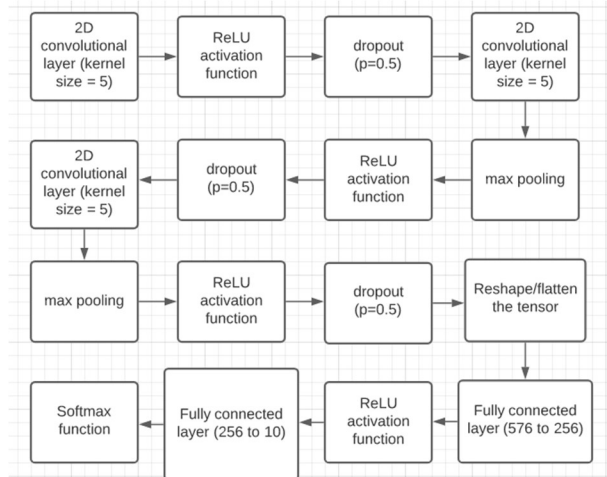 2D
convolutional
layer (kernel
size = 5)
ReLU
activation
function
dropout
(p=0.5)
2D
convolutional
layer (kernel
size = 5)
max pooling
ReLU
activation
function
dropout
(p=0.5)
2D
convolutional
layer (kernel
size = 5)
max pooling
ReLU
activation
function
dropout
(p=0.5)
Reshape/flatten
the tensor
Fully connected
layer (576 to 256)
ReLU
activation
function
Fully connected
layer (256 to 10)
Softmax
function